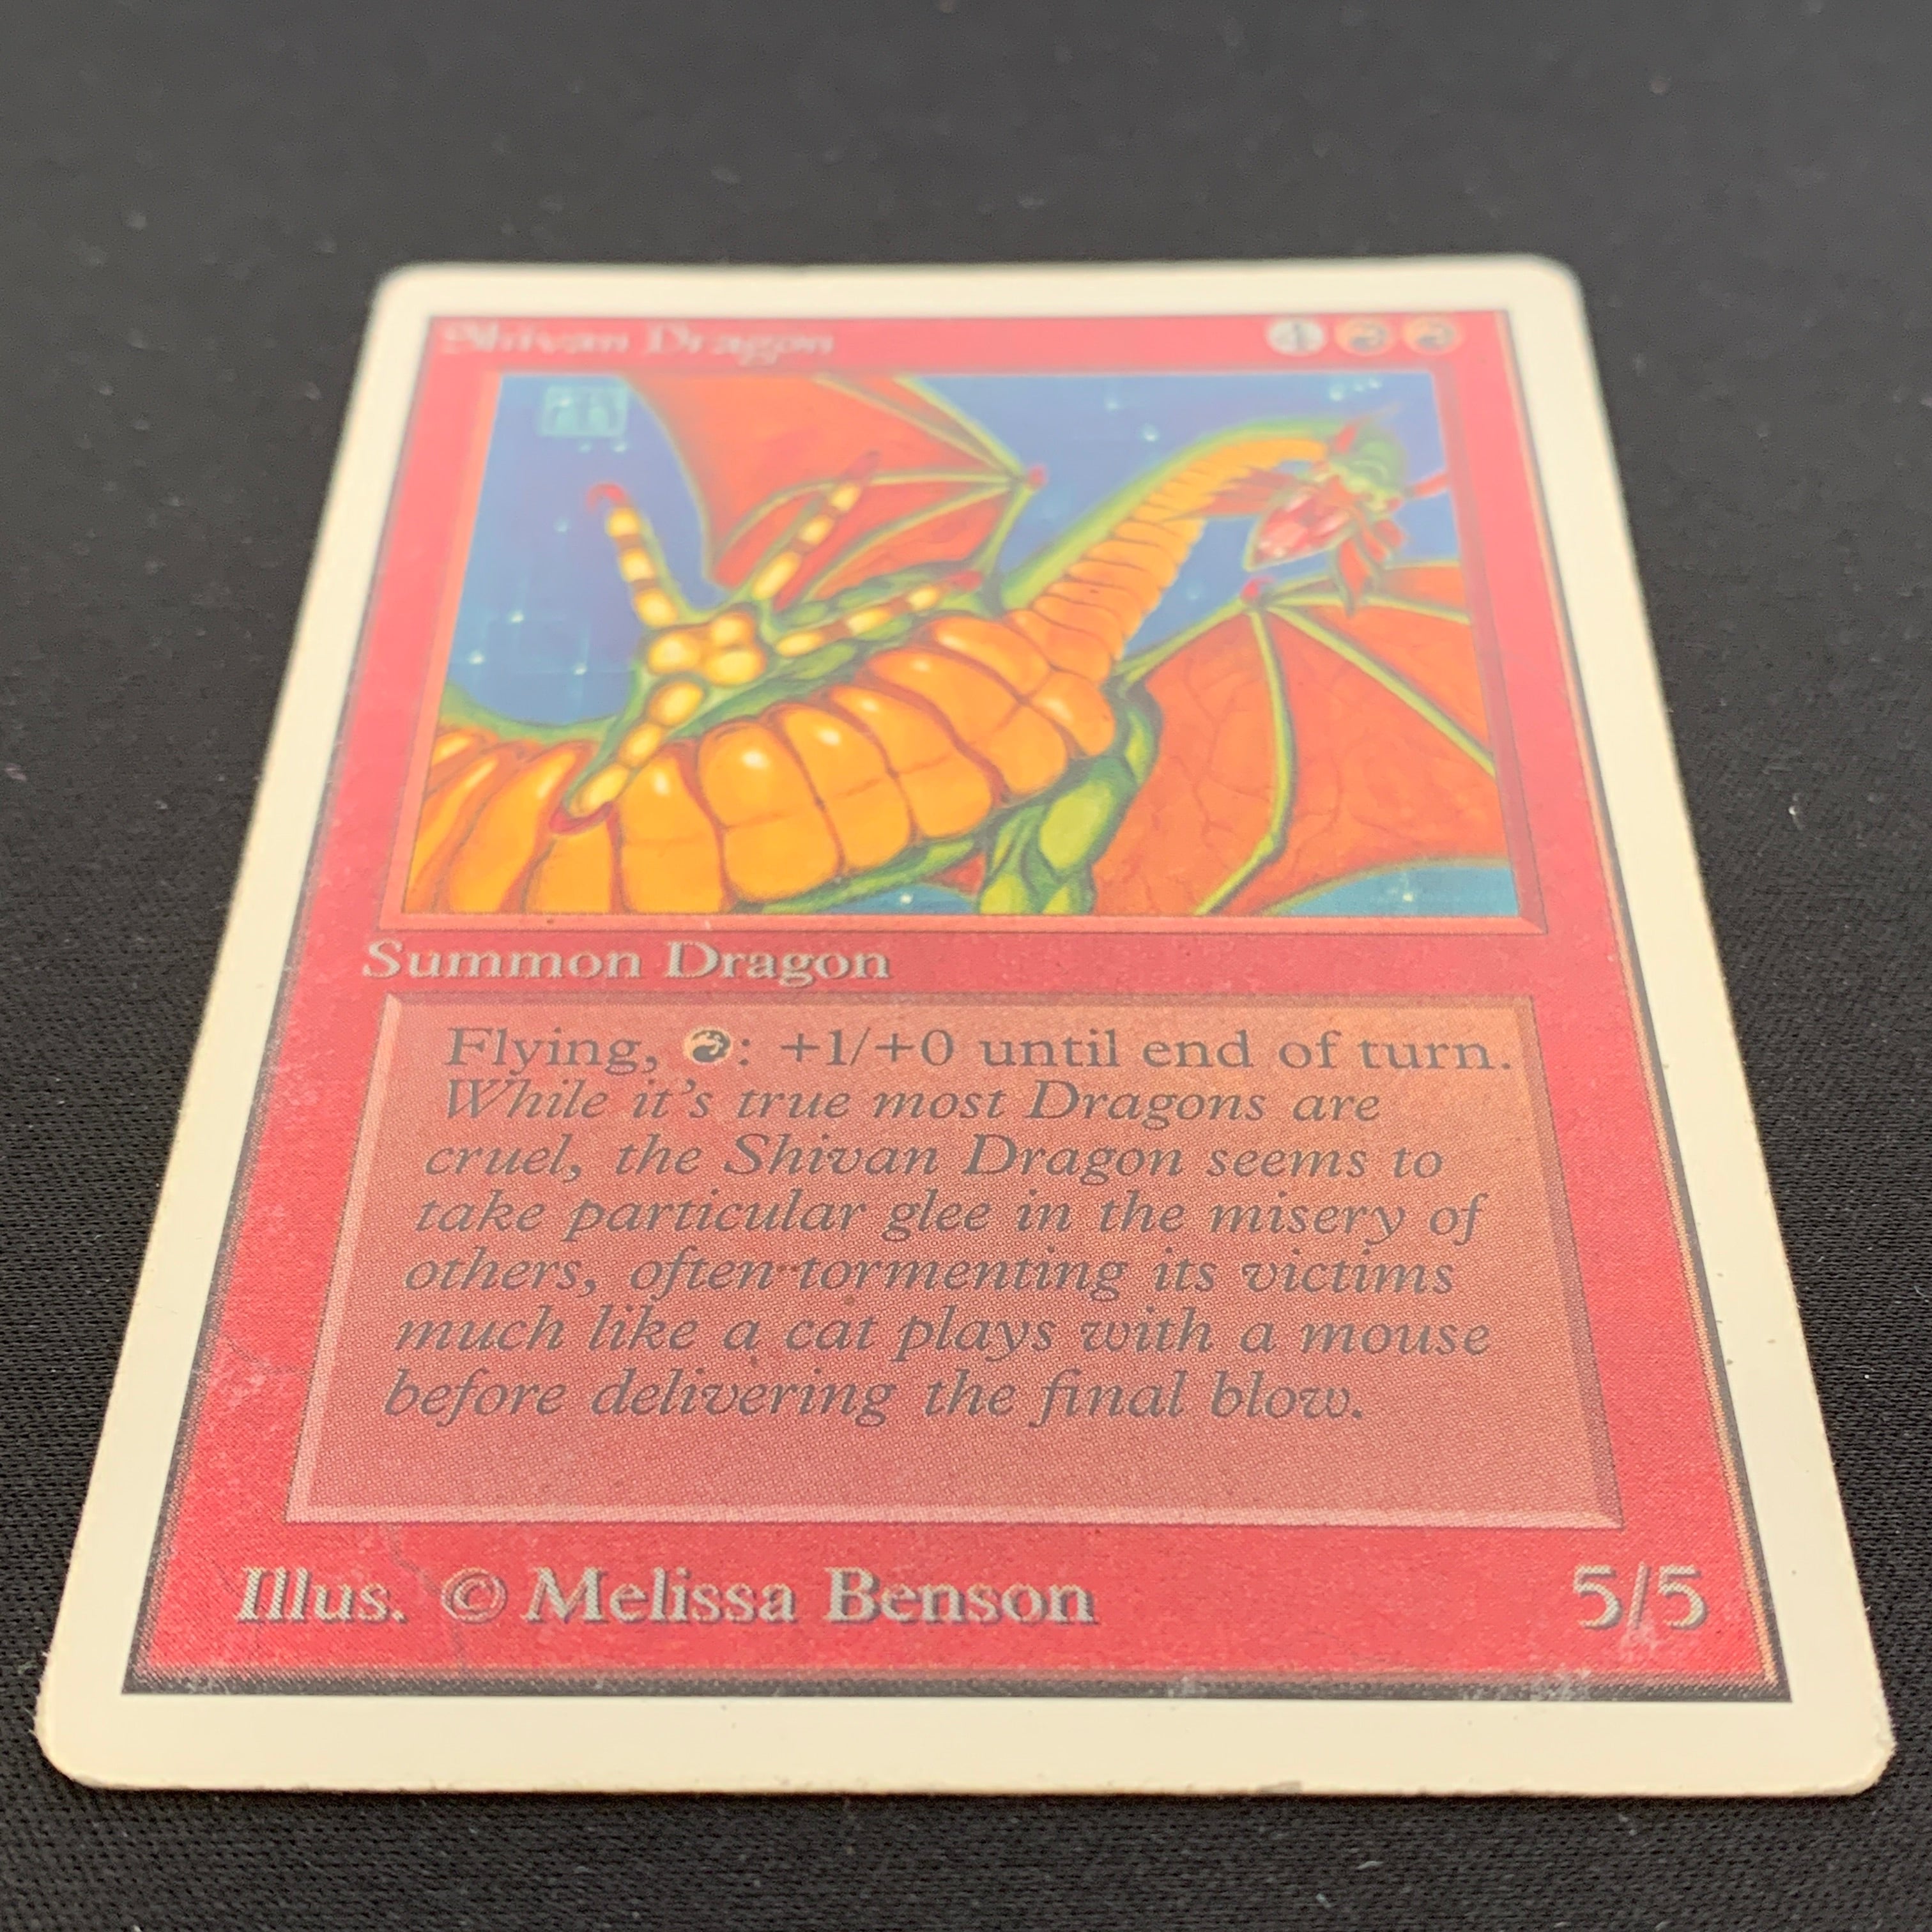 Shivan Dragon 4
Summon Dragon
Flying, : +1/+0 until end of turn.
While it's true most Dragons are
cruel, the Shivan Dragon seems to
take particular glee in the misery of
others, often tormenting its victims
much like a cat plays with a mouse
before delivering the final blow.
Illus. © Melissa Benson 5/5